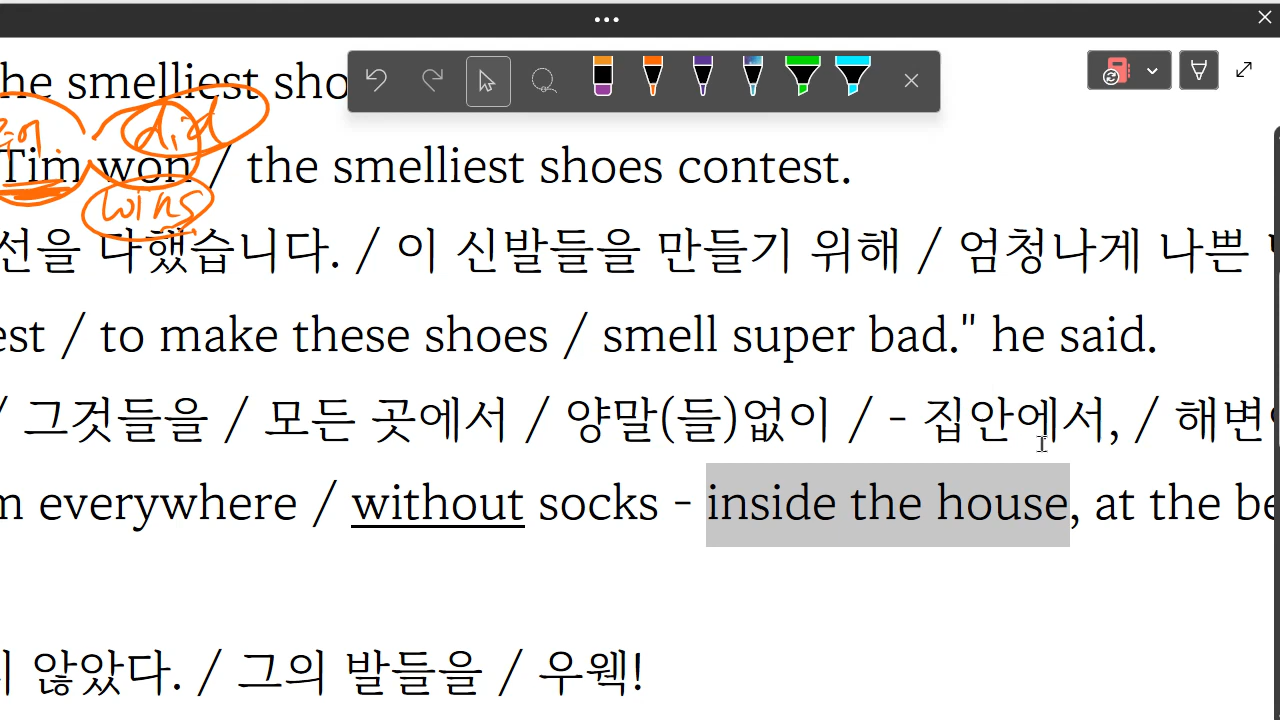 he smelliest sho
주어. did
Tim won / the smelliest shoes contest.
wins
선을 다했습니다. / 이 신발들을 만들기 위해 / 엄청나게 나쁜
est / to make these shoes / smell super bad." he said.
/ 그것들을 / 모든 곳에서 / 양말(들)없이 / - 집안에서, / 해변
m everywhere / without socks - inside the house, at the be
지 않았다. / 그의 발들을 / 우웩!